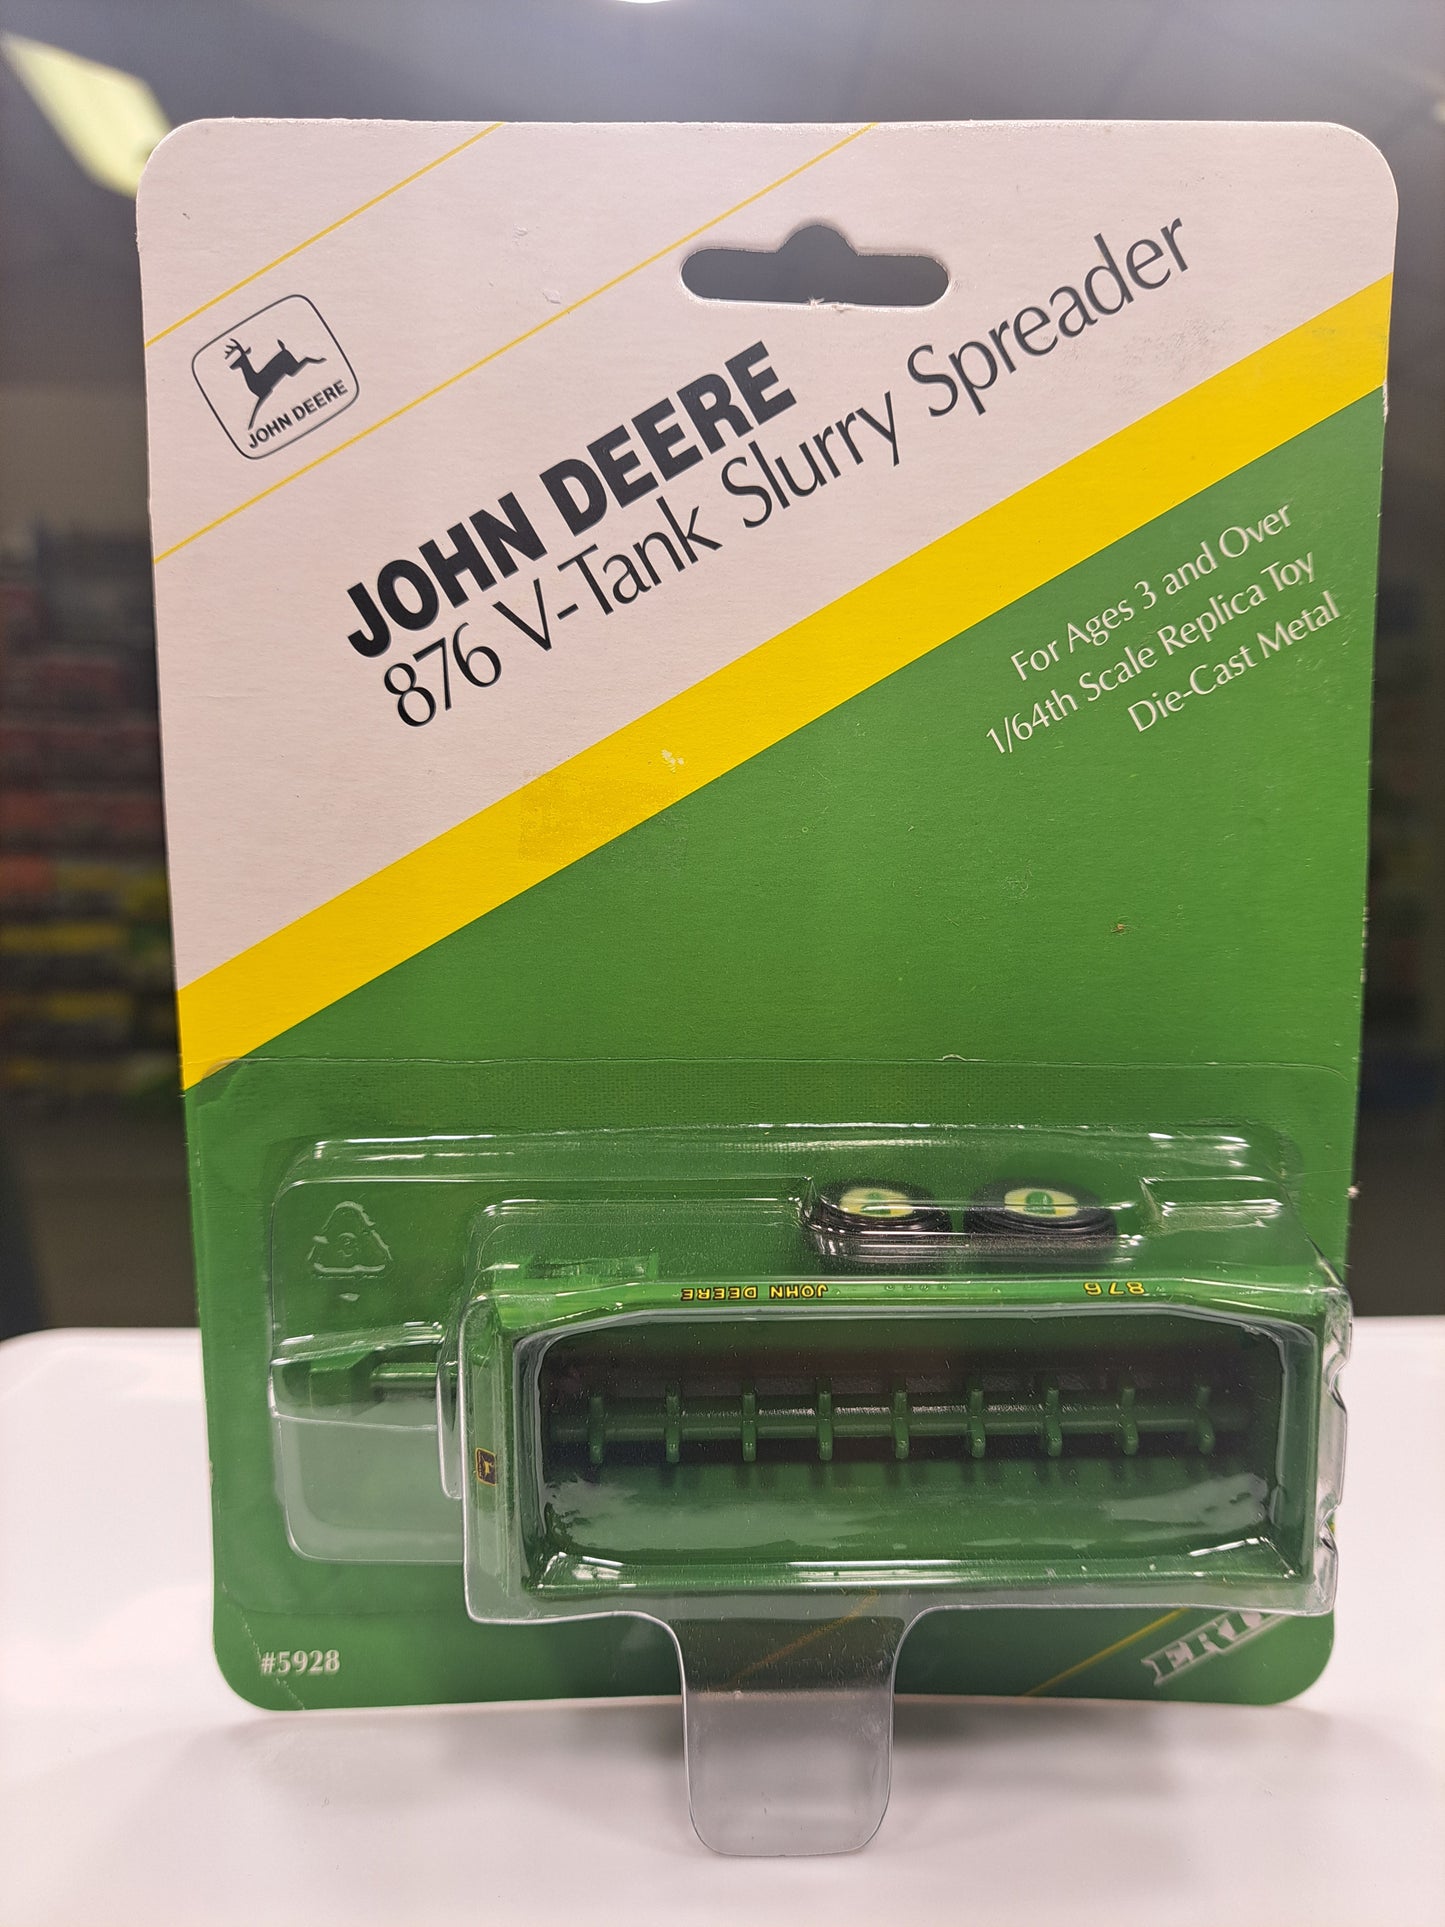 JOHN DEERE
JOHN DEERE
876 V-Tank Slurry Spreader
For Ages 3 and Over
1/64th Scale Replica Toy
Die-Cast Metal
3
JOHN DEERE
876
#5928